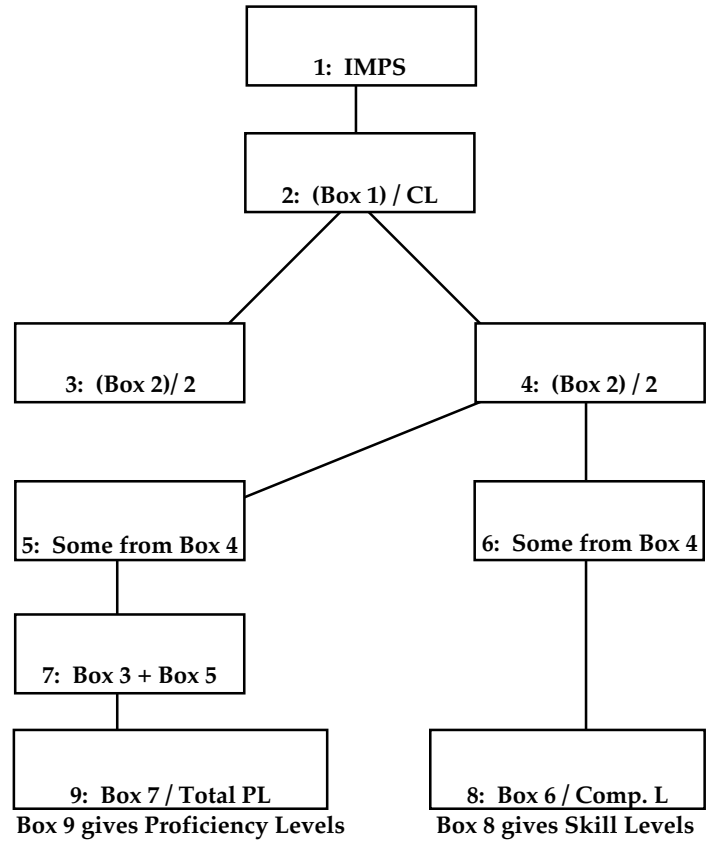 1: IMPS
2: (Box 1) / CL
3: (Box 2)/ 2
4: (Box 2) / 2
5: Some from Box 4
6: Some from Box 4
7: Box 3 + Box 5
9: Box 7 / Total PL
8: Box 6 / Comp. L
Box 9 gives Proficiency Levels
Box 8 gives Skill Levels